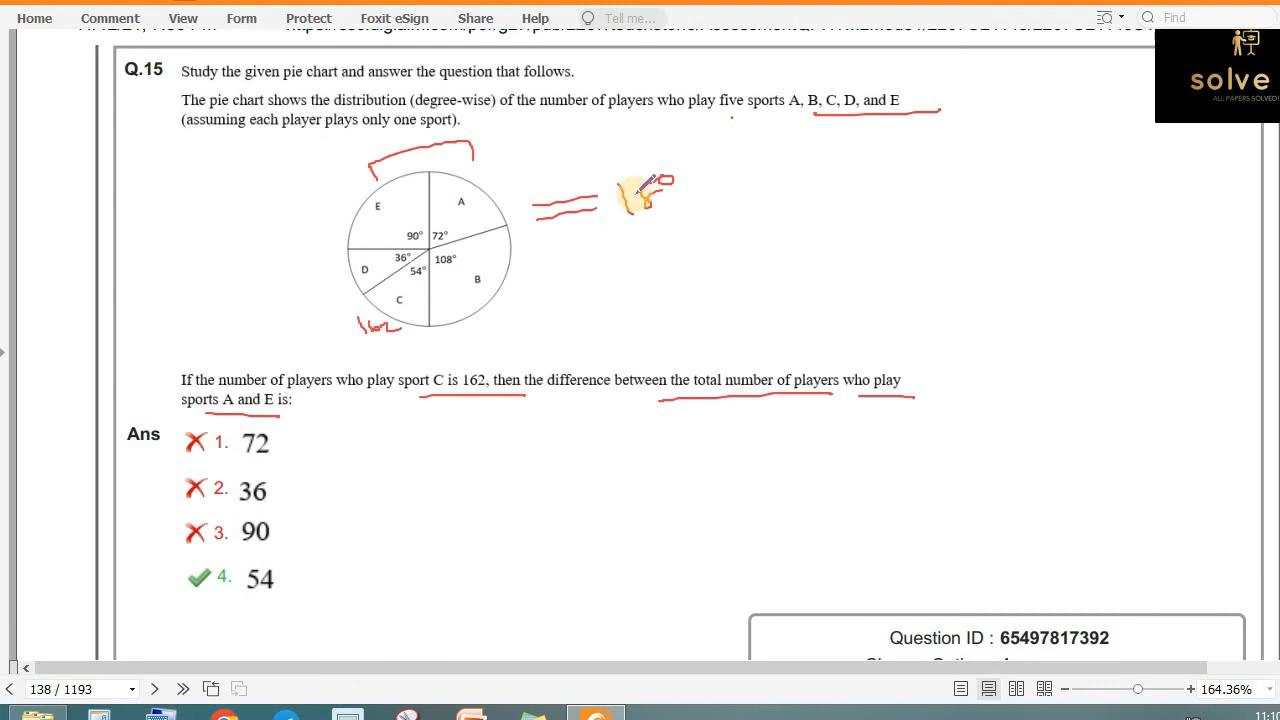 Home Comment View Form Protect Foxit eSign Share Help Tell me... Find
Q.15 Study the given pie chart and answer the question that follows.
The pie chart shows the distribution (degree-wise) of the number of players who play five sports A, B, C, D, and E
(assuming each player plays only one sport).
solve
ALL PAPERS SOLVED!
18°
E A
90° 72°
36° 108°
54°
D B
C
162
If the number of players who play sport C is 162, then the difference between the total number of players who play
sports A and E is:
Ans
1. 72
2. 36
3. 90
4. 54
Question ID : 65497817392
138 / 1193
164.36%